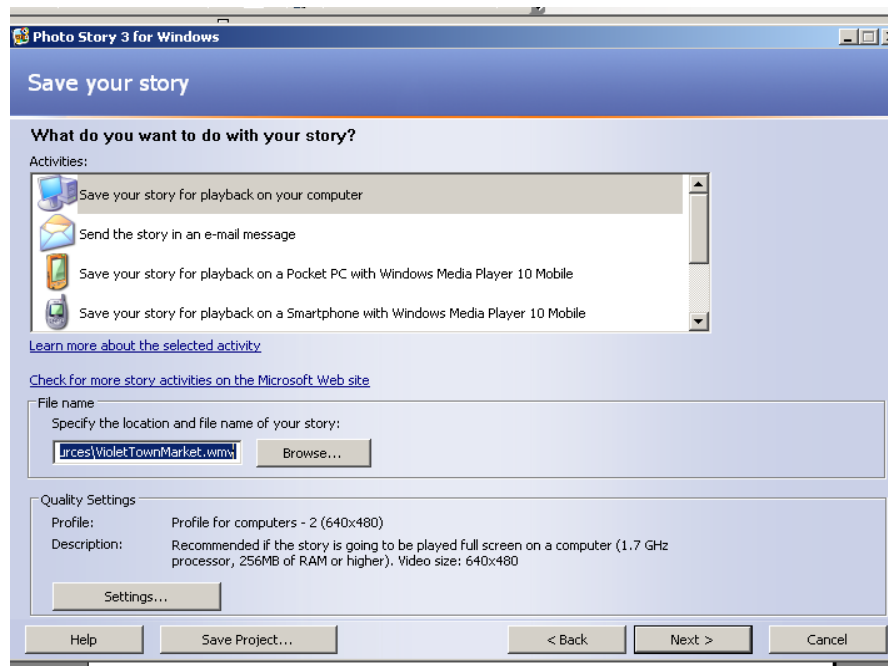 Photo Story 3 for Windows
Save your story
What do you want to do with your story?
Activities:
Save your story for playback on your computer
Send the story in an e-mail message
Save your story for playback on a Pocket PC with Windows Media Player 10 Mobile
Save your story for playback on a Smartphone with Windows Media Player 10 Mobile
Learn more about the selected activity
Check for more story activities on the Microsoft Web site
File name
Specify the location and file name of your story:
urces\VioletTownMarket.wmv
Browse...
Quality Settings
Profile: Profile for computers - 2 (640x480)
Description: Recommended if the story is going to be played full screen on a computer (1.7 GHz
processor, 256MB of RAM or higher). Video size: 640x480
Settings...
Help Save Project... < Back Next > Cancel